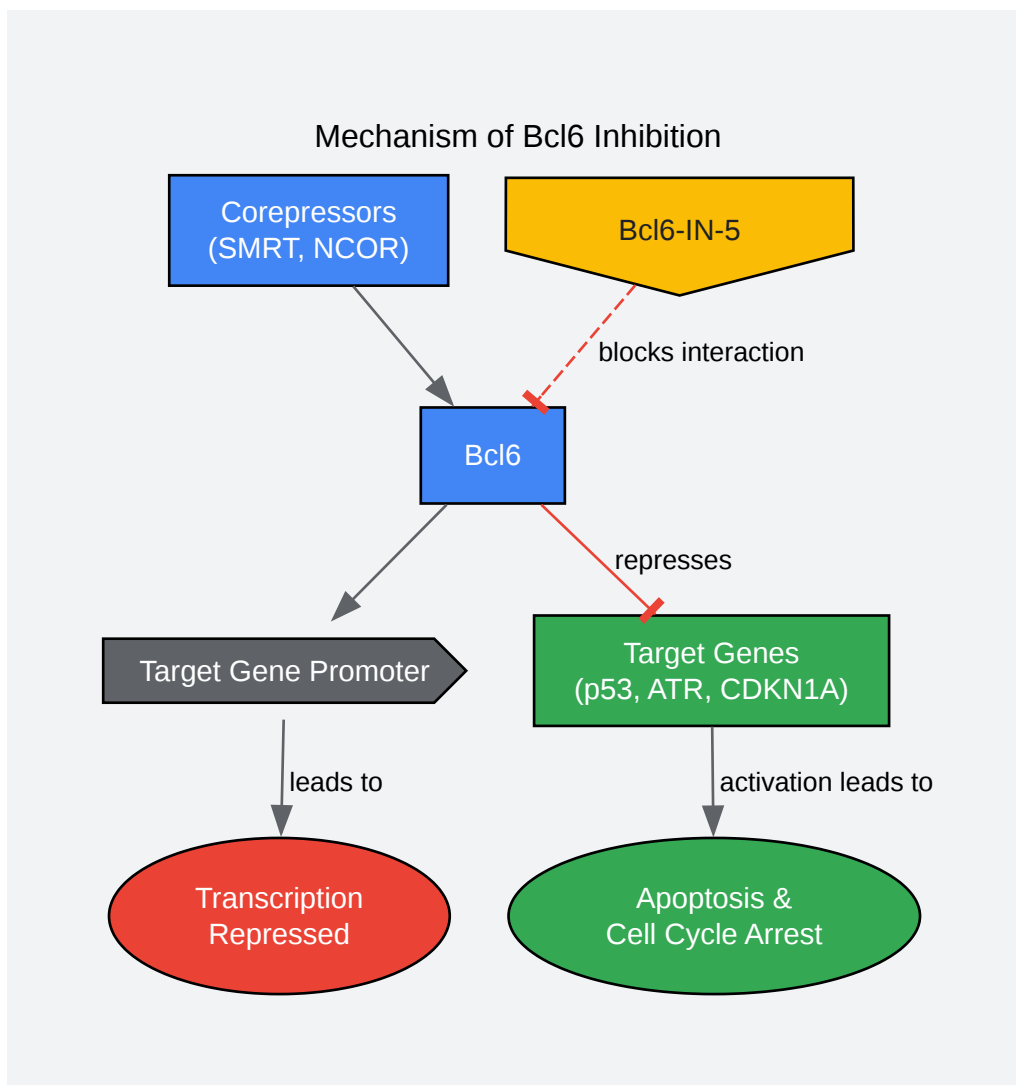 Mechanism of Bcl6 Inhibition
Corepressors
(SMRT, NCOR)
Bcl6-IN-5
blocks interaction
Bcl6
represses
Target Gene Promoter
Target Genes
(p53, ATR, CDKN1A)
leads to
activation leads to
Transcription
Repressed
Apoptosis &
Cell Cycle Arrest